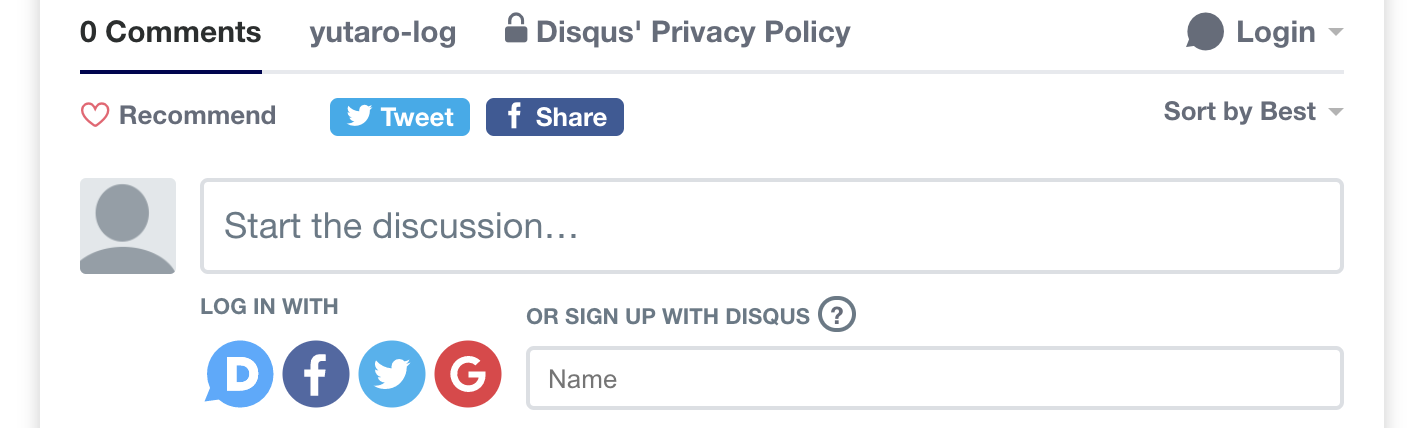 0 Comments yutaro-log Disqus' Privacy Policy Login
Recommend Tweet Share Sort by Best
Start the discussion…
LOG IN WITH
OR SIGN UP WITH DISQUS ?
D f G
Name